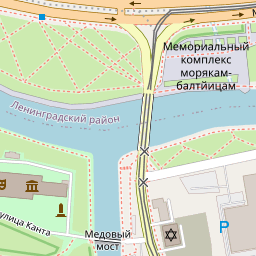 Мемориальный
комплекс
морякам-
балтийцам
Ленинградский район
улица Канта
Медовый
мост
P